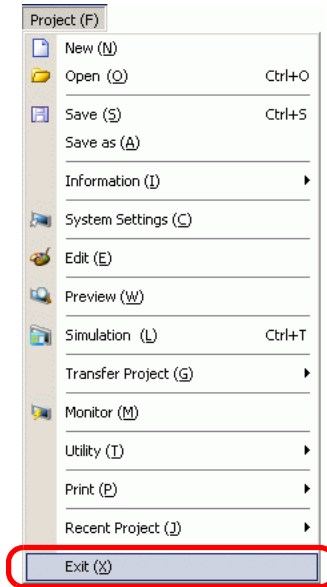 Project (F)
New (N)
Open (O) Ctrl+O
Save (S) Ctrl+S
Save as (A)
Information (I)
System Settings (C)
Edit (E)
Preview (W)
Simulation (L) Ctrl+T
Transfer Project (G)
Monitor (M)
Utility (T)
Print (P)
Recent Project (J)
Exit (X)